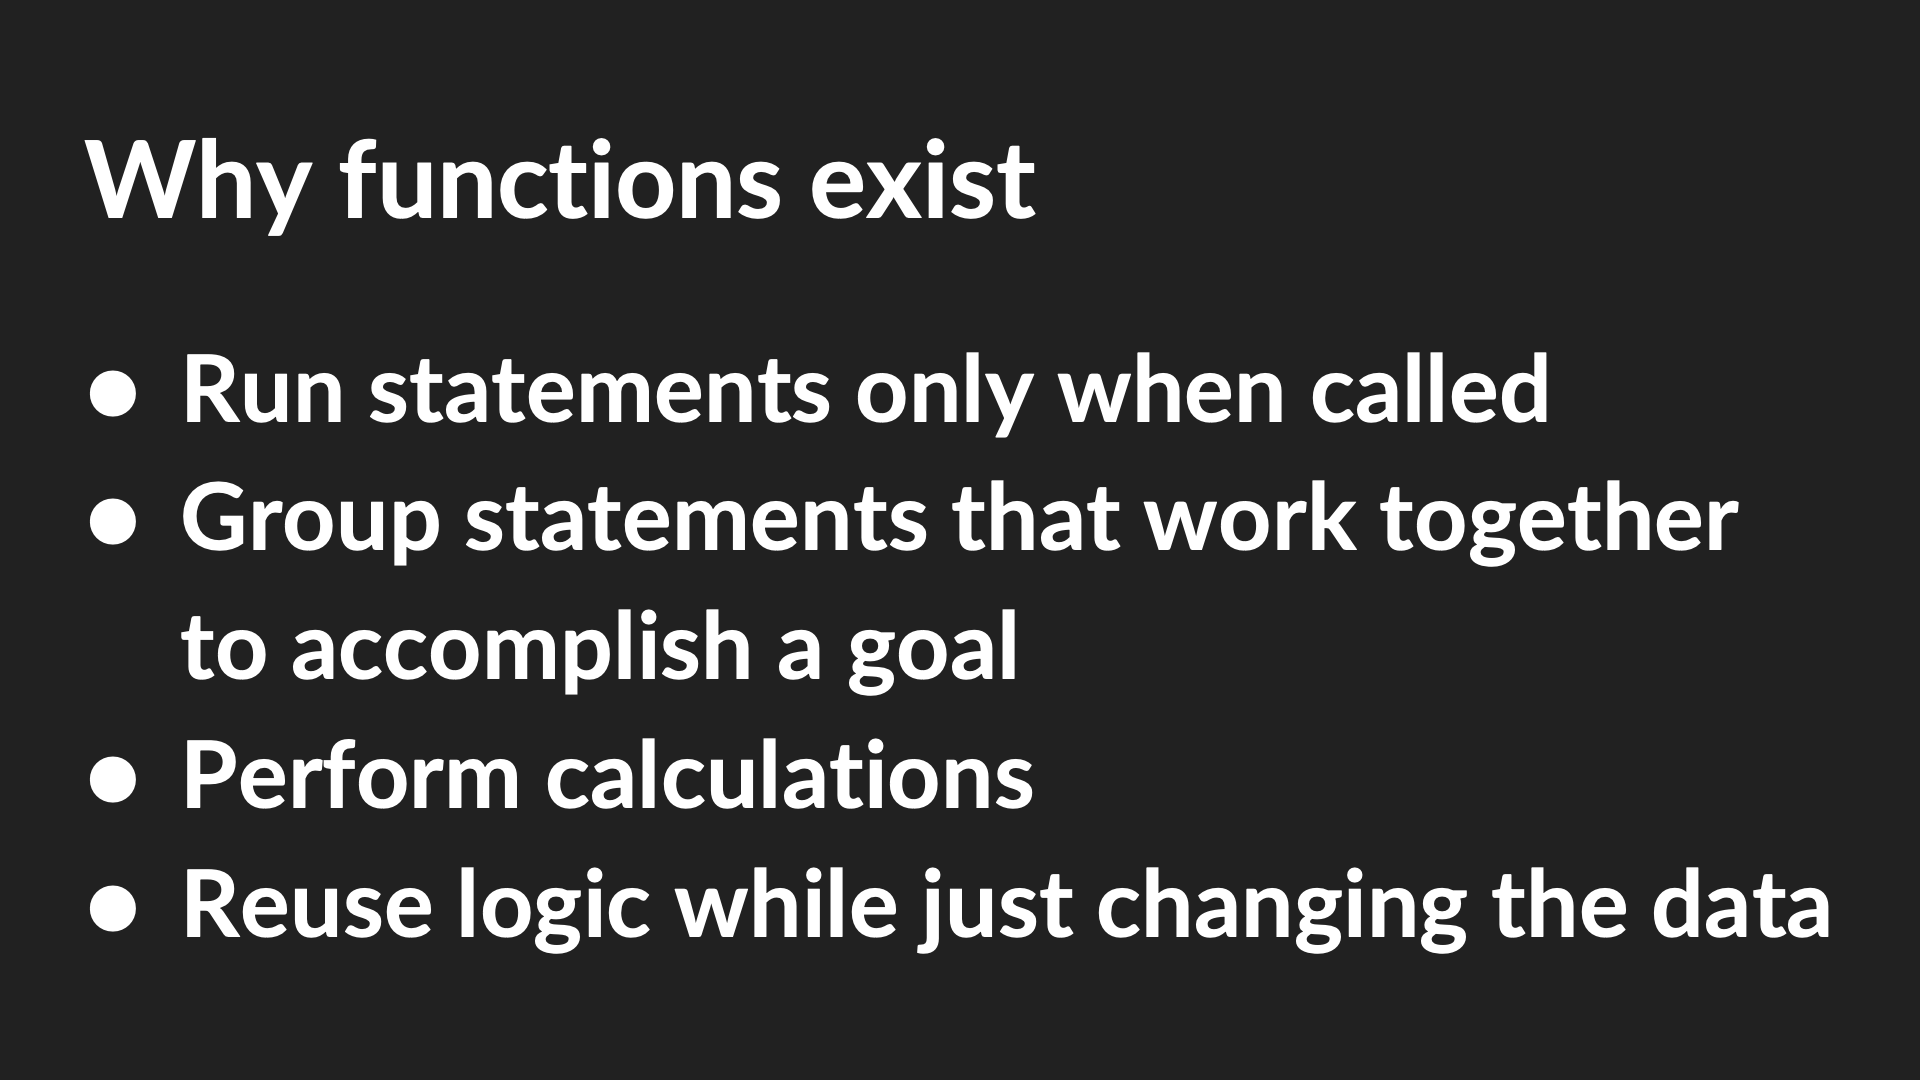 Why functions exist
● Run statements only when called
● Group statements that work together
to accomplish a goal
● Perform calculations
● Reuse logic while just changing the data